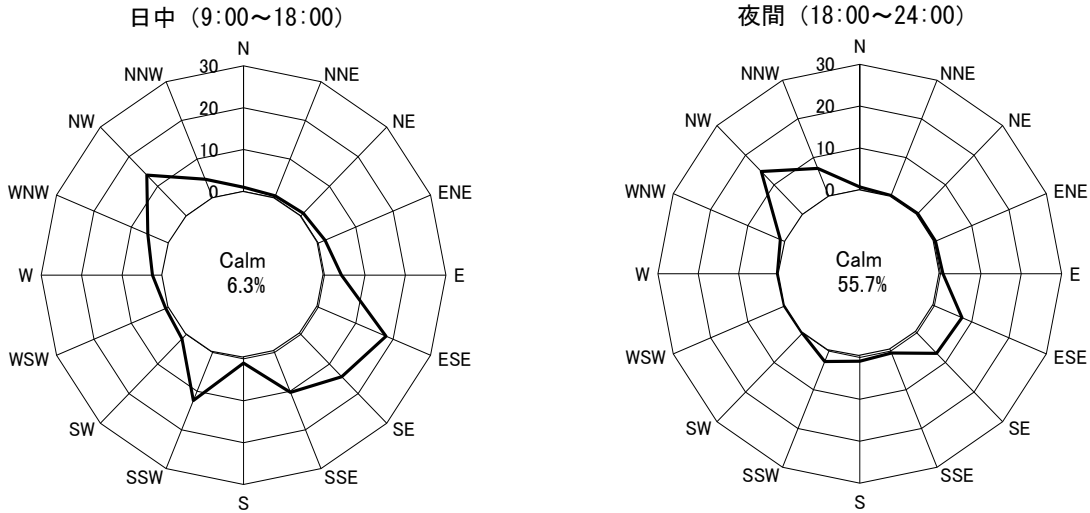 日中 (9:00～18:00)
N
NNE
NE
ENE
E
ESE
SE
SSE
S
SSW
SW
WSW
W
WNW
NW
NNW
30
20
10
0
Calm
6.3%
夜間 (18:00～24:00)
N
NNE
NE
ENE
E
ESE
SE
SSE
S
SSW
SW
WSW
W
WNW
NW
NNW
30
20
10
0
Calm
55.7%